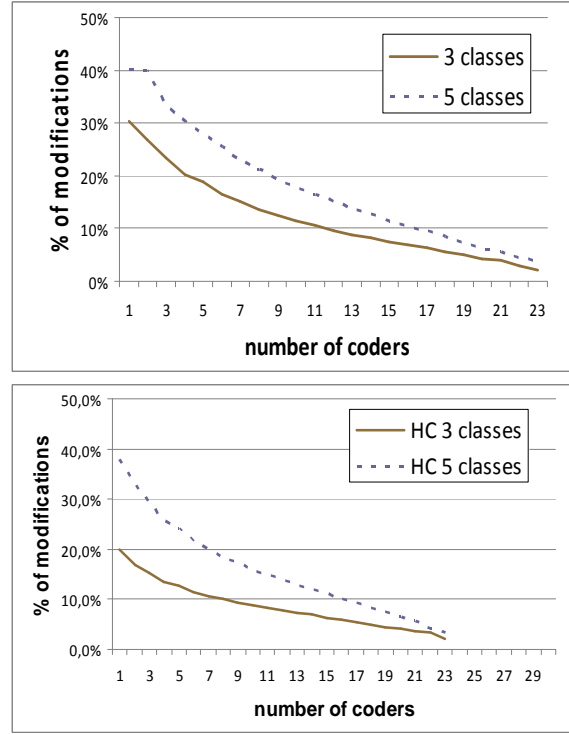 50%
40%
30%
20%
10%
0%
% of modifications
3 classes
5 classes
1 3 5 7 9 11 13 15 17 19 21 23
number of coders
50,0%
40,0%
30,0%
20,0%
10,0%
0,0%
% of modifications
HC 3 classes
HC 5 classes
1 3 5 7 9 11 13 15 17 19 21 23 25 27 29
number of coders